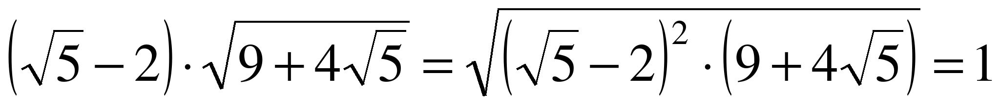 (√5 − 2) · √(9 + 4√5) = √((√5 − 2)² · (9 + 4√5)) = 1